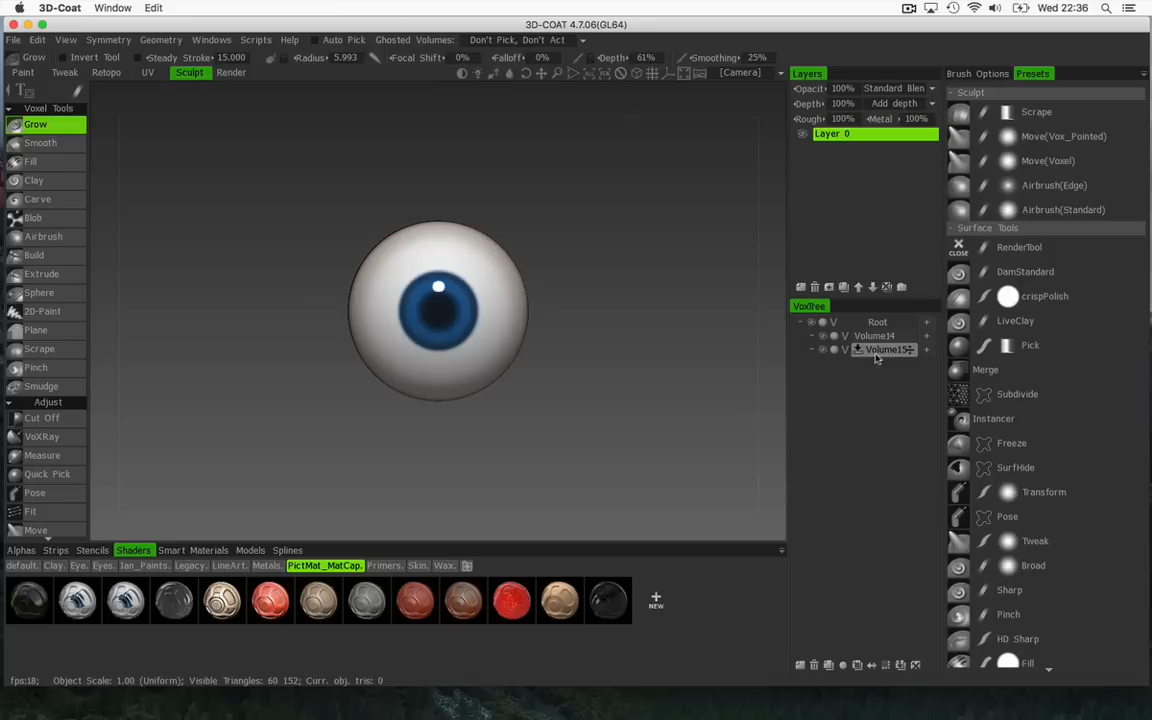 3D-Coat Window Edit Wed 22:36
3D-COAT 4.7.06(GL64)
File Edit View Symmetry Geometry Windows Scripts Help Auto Pick Ghosted Volumes: Don't Pick, Don't Act
Grow Invert Tool Steady Stroke 15.000 Radius 5.993 Focal Shift 0% Falloff 0% Depth 61% Smoothing 25%
Paint Tweak Retopo UV Sculpt Render [Camera]
Voxel Tools
Grow
Smooth
Fill
Clay
Carve
Blob
Airbrush
Build
Extrude
Sphere
2D-Paint
Plane
Scrape
Pinch
Smudge
Adjust
Cut Off
VoXRay
Measure
Quick Pick
Pose
Fit
Move
Layers
Opacit 100% Standard Blen
Depth 100% Add depth
Rough 100% Metal 100%
Layer 0
VoxTree
Root
V Volume14
V Volume15
Brush Options Presets
Sculpt
Scrape
Move(Vox_Pointed)
Move(Voxel)
Airbrush(Edge)
Airbrush(Standard)
Surface Tools
CLOSE RenderTool
DamStandard
crispPolish
LiveClay
Pick
Merge
Subdivide
Instancer
Freeze
SurfHide
Transform
Pose
Tweak
Broad
Sharp
Pinch
HD Sharp
Fill
Alphas Strips Stencils Shaders Smart Materials Models Splines
default. Clay. Eye. Eyes. Ian_Paints. Legacy. LineArt. Metals. PictMat_MatCap. Primers. Skin. Wax.
+ NEW
fps:18; Object Scale: 1.00 (Uniform); Visible Triangles: 60 152; Curr. obj. tris: 0